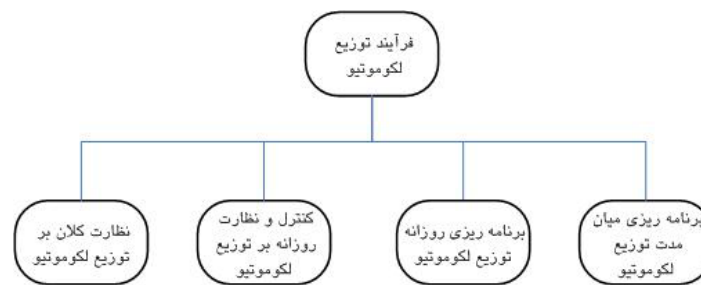 فرآیند توزیع
لکوموتیو
برنامه ریزی میان
مدت توزیع
لکوموتیو
برنامه ریزی روزانه
توزیع لکوموتیو
کنترل و نظارت
روزانه بر توزیع
لکوموتیو
نظارت کلان بر
توزیع لکوموتیو